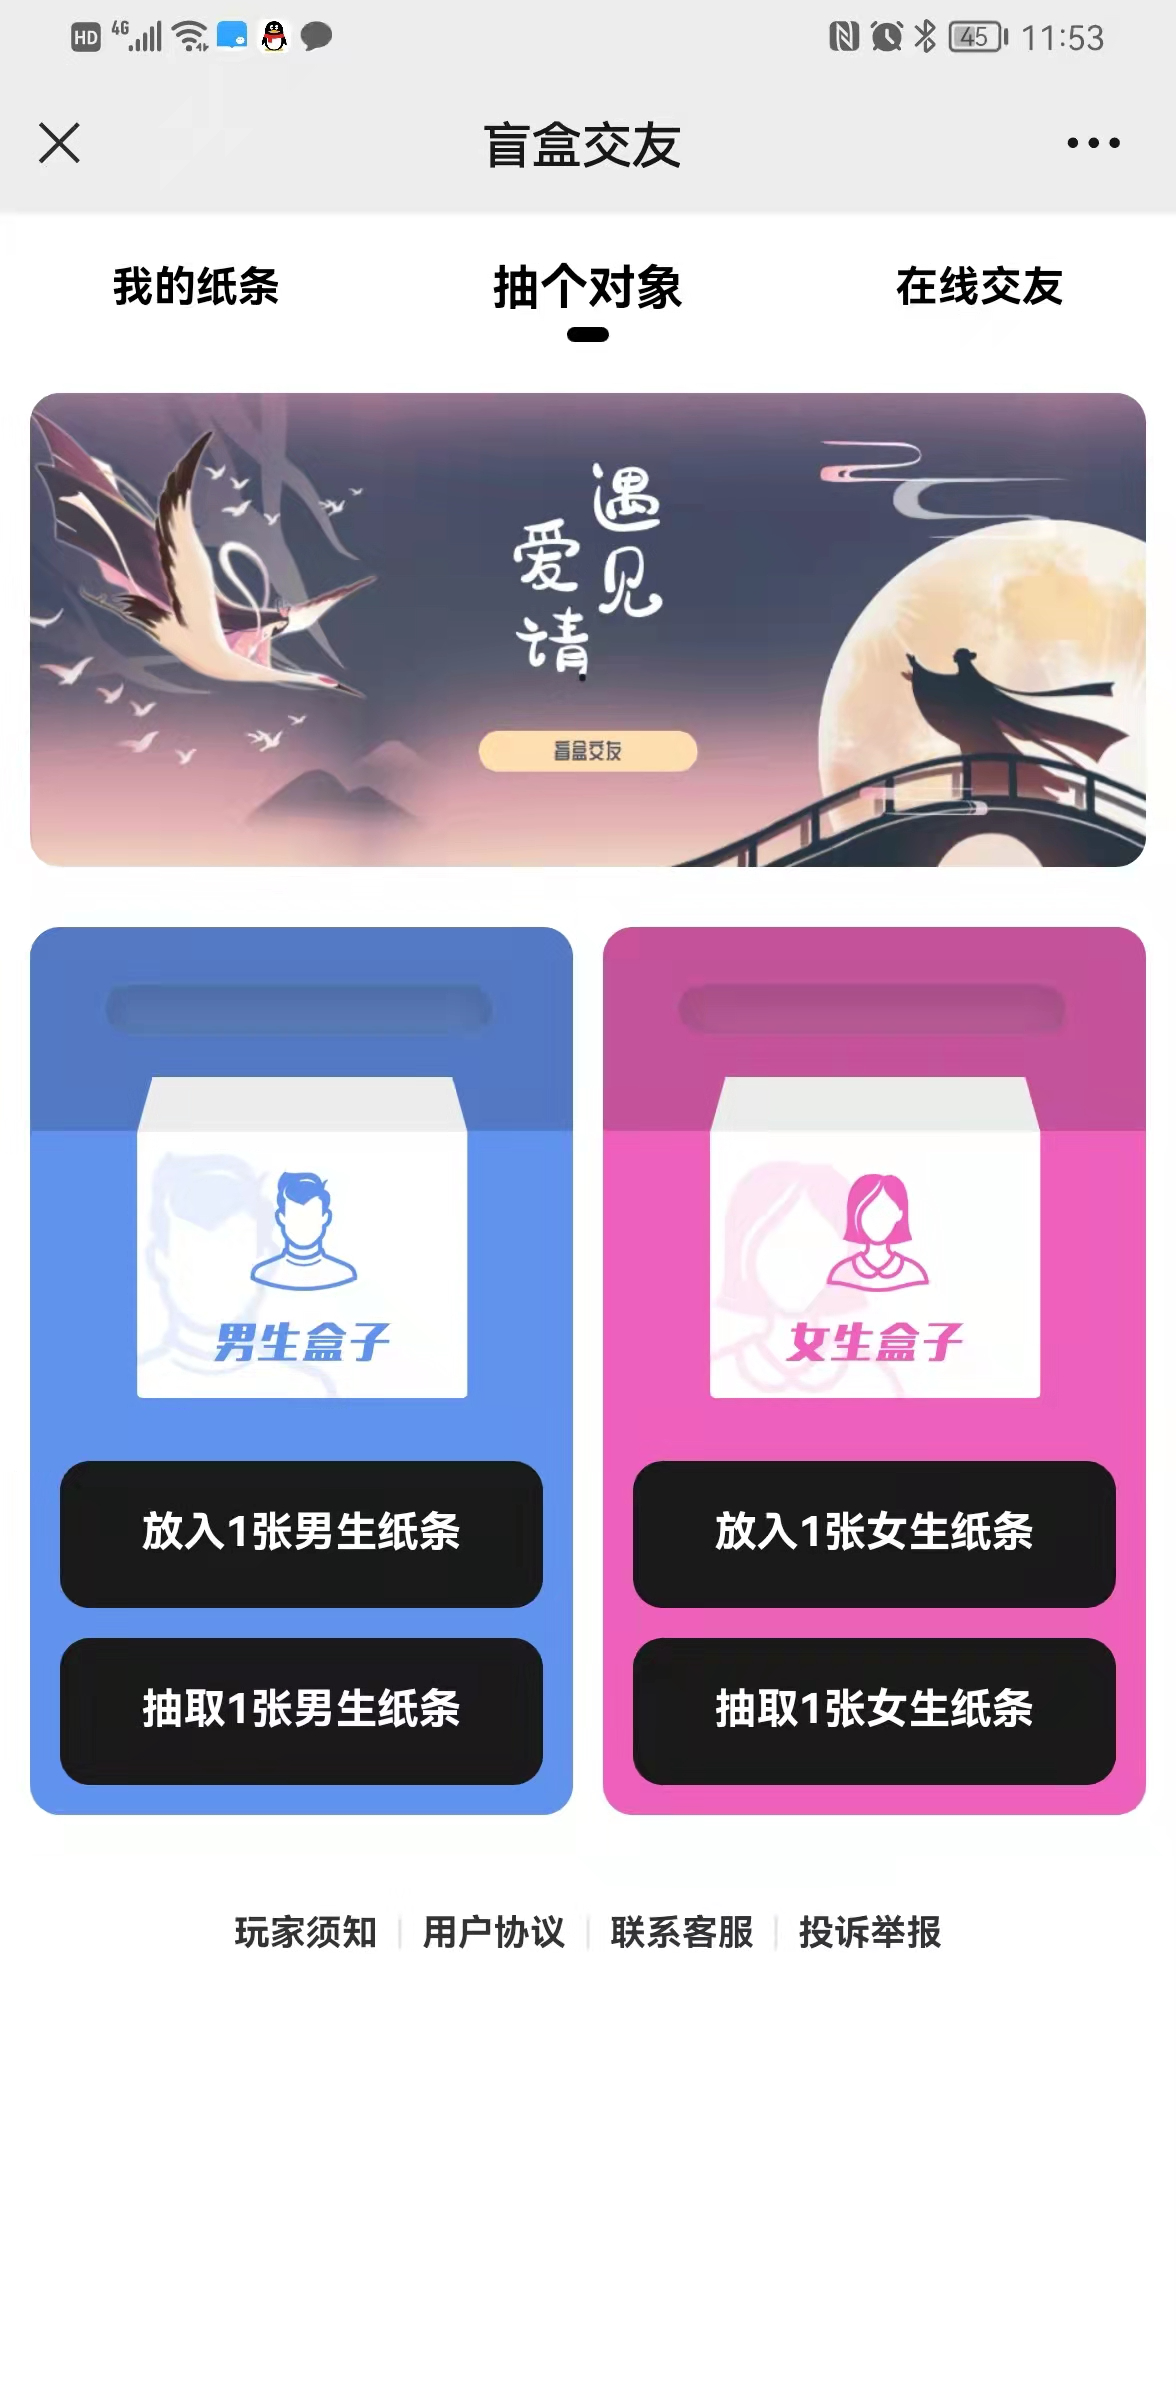 HD 4G 45 11:53
盲盒交友
我的纸条 抽个对象 在线交友
遇见
爱请
盲盒交友
男生盒子 女生盒子
放入1张男生纸条 放入1张女生纸条
抽取1张男生纸条 抽取1张女生纸条
玩家须知 用户协议 联系客服 投诉举报